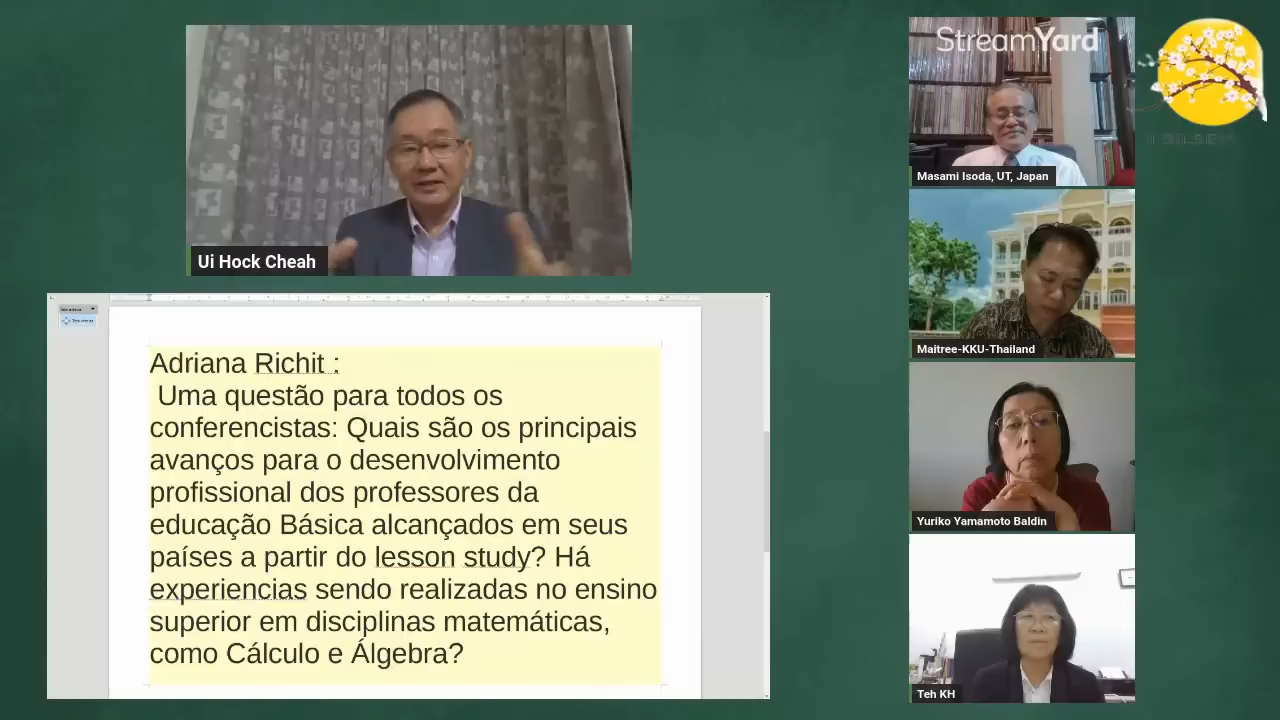 StreamYard
Ui Hock Cheah
Masami Isoda, UT, Japan
Maitree-KKU-Thailand
Yuriko Yamamoto Baldin
Teh KH
Adriana Richit :
Uma questão para todos os
conferencistas: Quais são os principais
avanços para o desenvolvimento
profissional dos professores da
educação Básica alcançados em seus
países a partir do lesson study? Há
experiencias sendo realizadas no ensino
superior em disciplinas matemáticas,
como Cálculo e Álgebra?